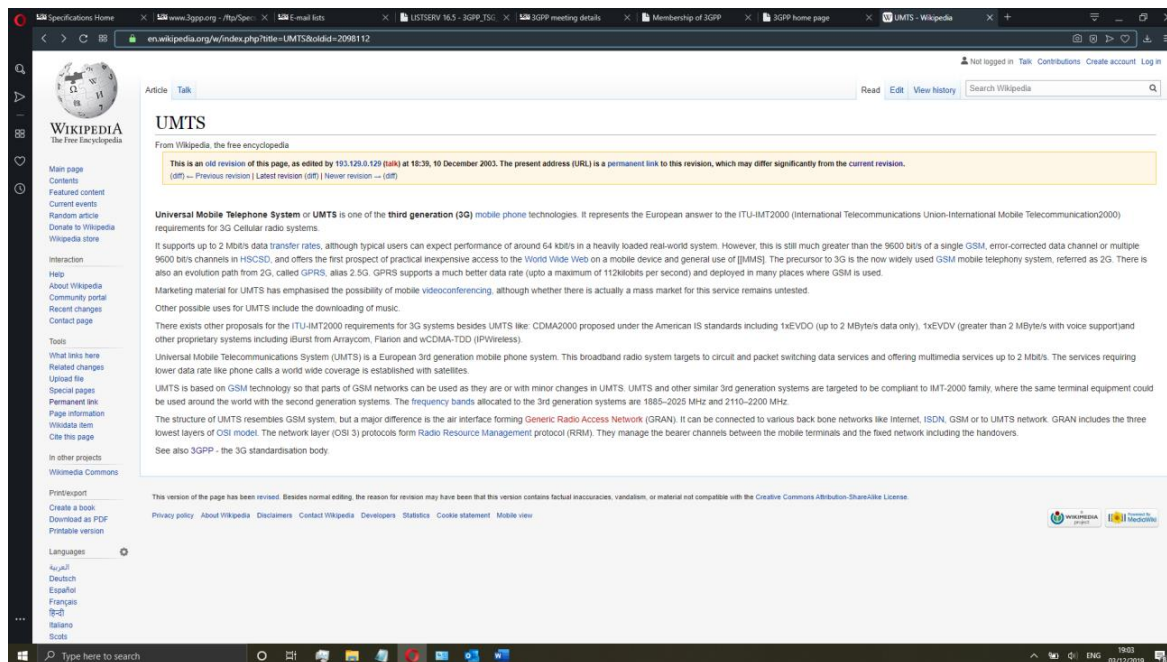 Specifications Home
www.3gpp.org - /ftp/Spec
E-mail lists
LISTSERV 16.5 - 3GPP_TSG_
3GPP meeting details
Membership of 3GPP
3GPP home page
UMTS - Wikipedia
en.wikipedia.org/w/index.php?title=UMTS&oldid=2098112
Not logged in Talk Contributions Create account Log in
Article Talk
Read Edit View history Search Wikipedia
WIKIPEDIA
The Free Encyclopedia
Main page
Contents
Featured content
Current events
Random article
Donate to Wikipedia
Wikipedia store
Interaction
Help
About Wikipedia
Community portal
Recent changes
Contact page
Tools
What links here
Related changes
Upload file
Special pages
Permanent link
Page information
Wikidata item
Cite this page
In other projects
Wikimedia Commons
Print/export
Create a book
Download as PDF
Printable version
Languages
العربية
Deutsch
Español
Français
हिन्दी
Italiano
Scots
UMTS
From Wikipedia, the free encyclopedia
This is an old revision of this page, as edited by 193.129.0.129 (talk) at 18:39, 10 December 2003. The present address (URL) is a permanent link to this revision, which may differ significantly from the current revision.
(diff) ← Previous revision | Latest revision (diff) | Newer revision → (diff)
Universal Mobile Telephone System or UMTS is one of the third generation (3G) mobile phone technologies. It represents the European answer to the ITU-IMT2000 (International Telecommunications Union-International Mobile Telecommunication2000)
requirements for 3G Cellular radio systems.
It supports up to 2 Mbit/s data transfer rates, although typical users can expect performance of around 64 kbit/s in a heavily loaded real-world system. However, this is still much greater than the 9600 bit/s of a single GSM, error-corrected data channel or multiple
9600 bit/s channels in HSCSD, and offers the first prospect of practical inexpensive access to the World Wide Web on a mobile device and general use of [[MMS]. The precursor to 3G is the now widely used GSM mobile telephony system, referred as 2G. There is
also an evolution path from 2G, called GPRS, alias 2.5G. GPRS supports a much better data rate (upto a maximum of 112kilobits per second) and deployed in many places where GSM is used.
Marketing material for UMTS has emphasised the possibility of mobile videoconferencing, although whether there is actually a mass market for this service remains untested.
Other possible uses for UMTS include the downloading of music.
There exists other proposals for the ITU-IMT2000 requirements for 3G systems besides UMTS like: CDMA2000 proposed under the American IS standards including 1xEVDO (up to 2 MByte/s data only), 1xEVDV (greater than 2 MByte/s with voice support)and
other proprietary systems including iBurst from Arraycom, Flarion and wCDMA-TDD (IPWireless).
Universal Mobile Telecommunications System (UMTS) is a European 3rd generation mobile phone system. This broadband radio system targets to circuit and packet switching data services and offering multimedia services up to 2 Mbit/s. The services requiring
lower data rate like phone calls a world wide coverage is established with satellites.
UMTS is based on GSM technology so that parts of GSM networks can be used as they are or with minor changes in UMTS. UMTS and other similar 3rd generation systems are targeted to be compliant to IMT-2000 family, where the same terminal equipment could
be used around the world with the second generation systems. The frequency bands allocated to the 3rd generation systems are 1885–2025 MHz and 2110–2200 MHz.
The structure of UMTS resembles GSM system, but a major difference is the air interface forming Generic Radio Access Network (GRAN). It can be connected to various back bone networks like Internet, ISDN, GSM or to UMTS network. GRAN includes the three
lowest layers of OSI model. The network layer (OSI 3) protocols form Radio Resource Management protocol (RRM). They manage the bearer channels between the mobile terminals and the fixed network including the handovers.
See also 3GPP - the 3G standardisation body.
This version of the page has been revised. Besides normal editing, the reason for revision may have been that this version contains factual inaccuracies, vandalism, or material not compatible with the Creative Commons Attribution-ShareAlike License.
Privacy policy About Wikipedia Disclaimers Contact Wikipedia Developers Statistics Cookie statement Mobile view
A WIKIMEDIA project
Powered By MediaWiki
Type here to search
ENG
19:03
03/12/2019